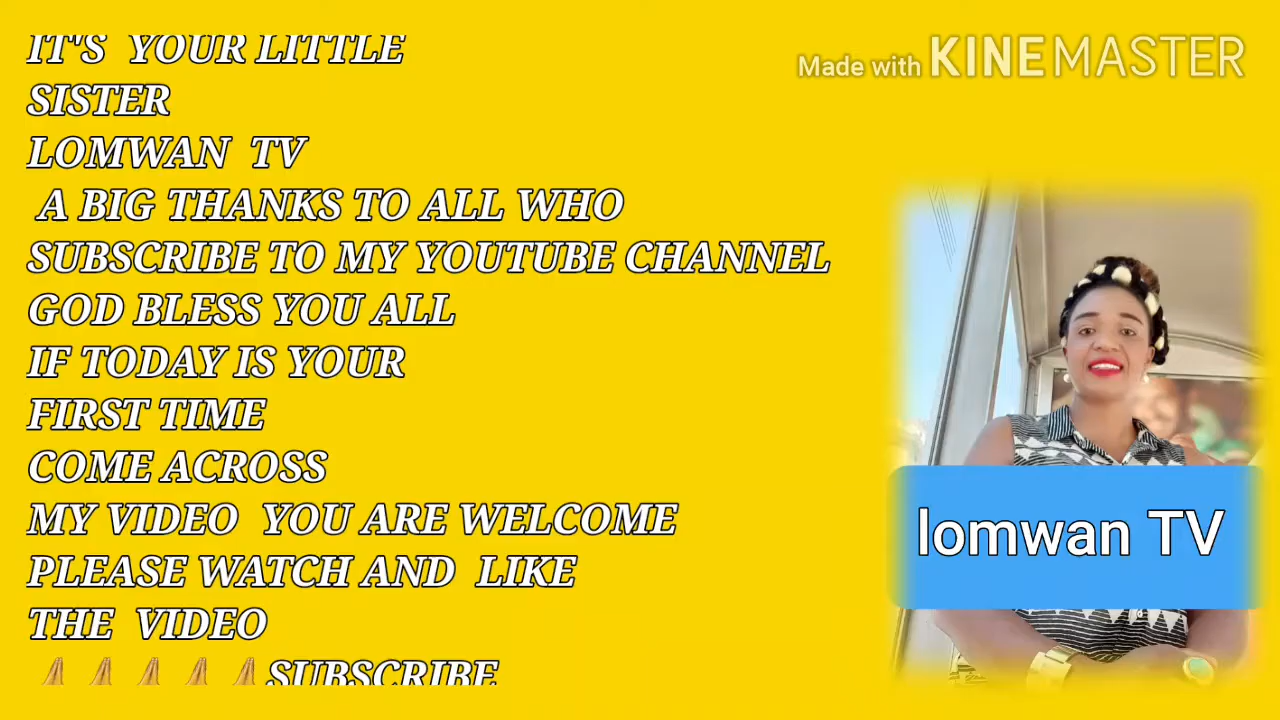 IT'S YOUR LITTLE
SISTER
LOMWAN TV
A BIG THANKS TO ALL WHO
SUBSCRIBE TO MY YOUTUBE CHANNEL
GOD BLESS YOU ALL
IF TODAY IS YOUR
FIRST TIME
COME ACROSS
MY VIDEO YOU ARE WELCOME
PLEASE WATCH AND LIKE
THE VIDEO
🙏🙏🙏🙏🙏SUBSCRIBE
Made with KINEMASTER
lomwan TV